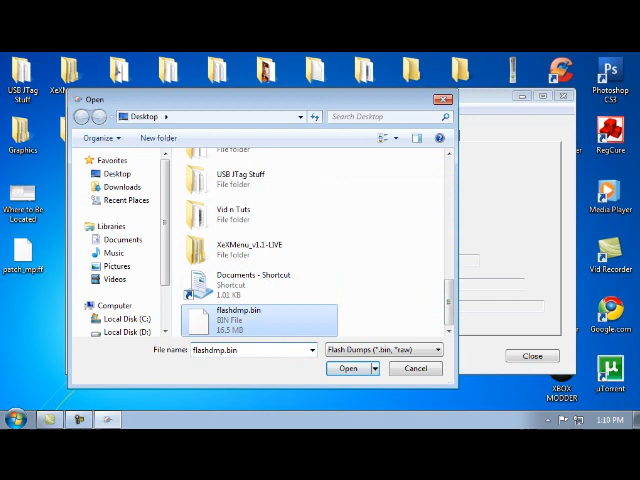 USB JTag
Stuff
XeXM
Photoshop
CS3
Graphics
RegCure
Where to Be
Located
Media Player
patch_mp.ff
Vid Recorder
Google.com
XBOX
MODDER
µTorrent
Open
Desktop
Search Desktop
Organize
New folder
Favorites
Desktop
Downloads
Recent Places
Libraries
Documents
Music
Pictures
Videos
Computer
Local Disk (C:)
Local Disk (D:)
File folder
USB JTag Stuff
File folder
Vid n Tuts
File folder
XeXMenu_v1.1-LIVE
File folder
Documents - Shortcut
Shortcut
1.01 KB
flashdmp.bin
BIN File
16.5 MB
File name:
flashdmp.bin
Flash Dumps (*.bin, *raw)
Open
Cancel
Close
1:10 PM